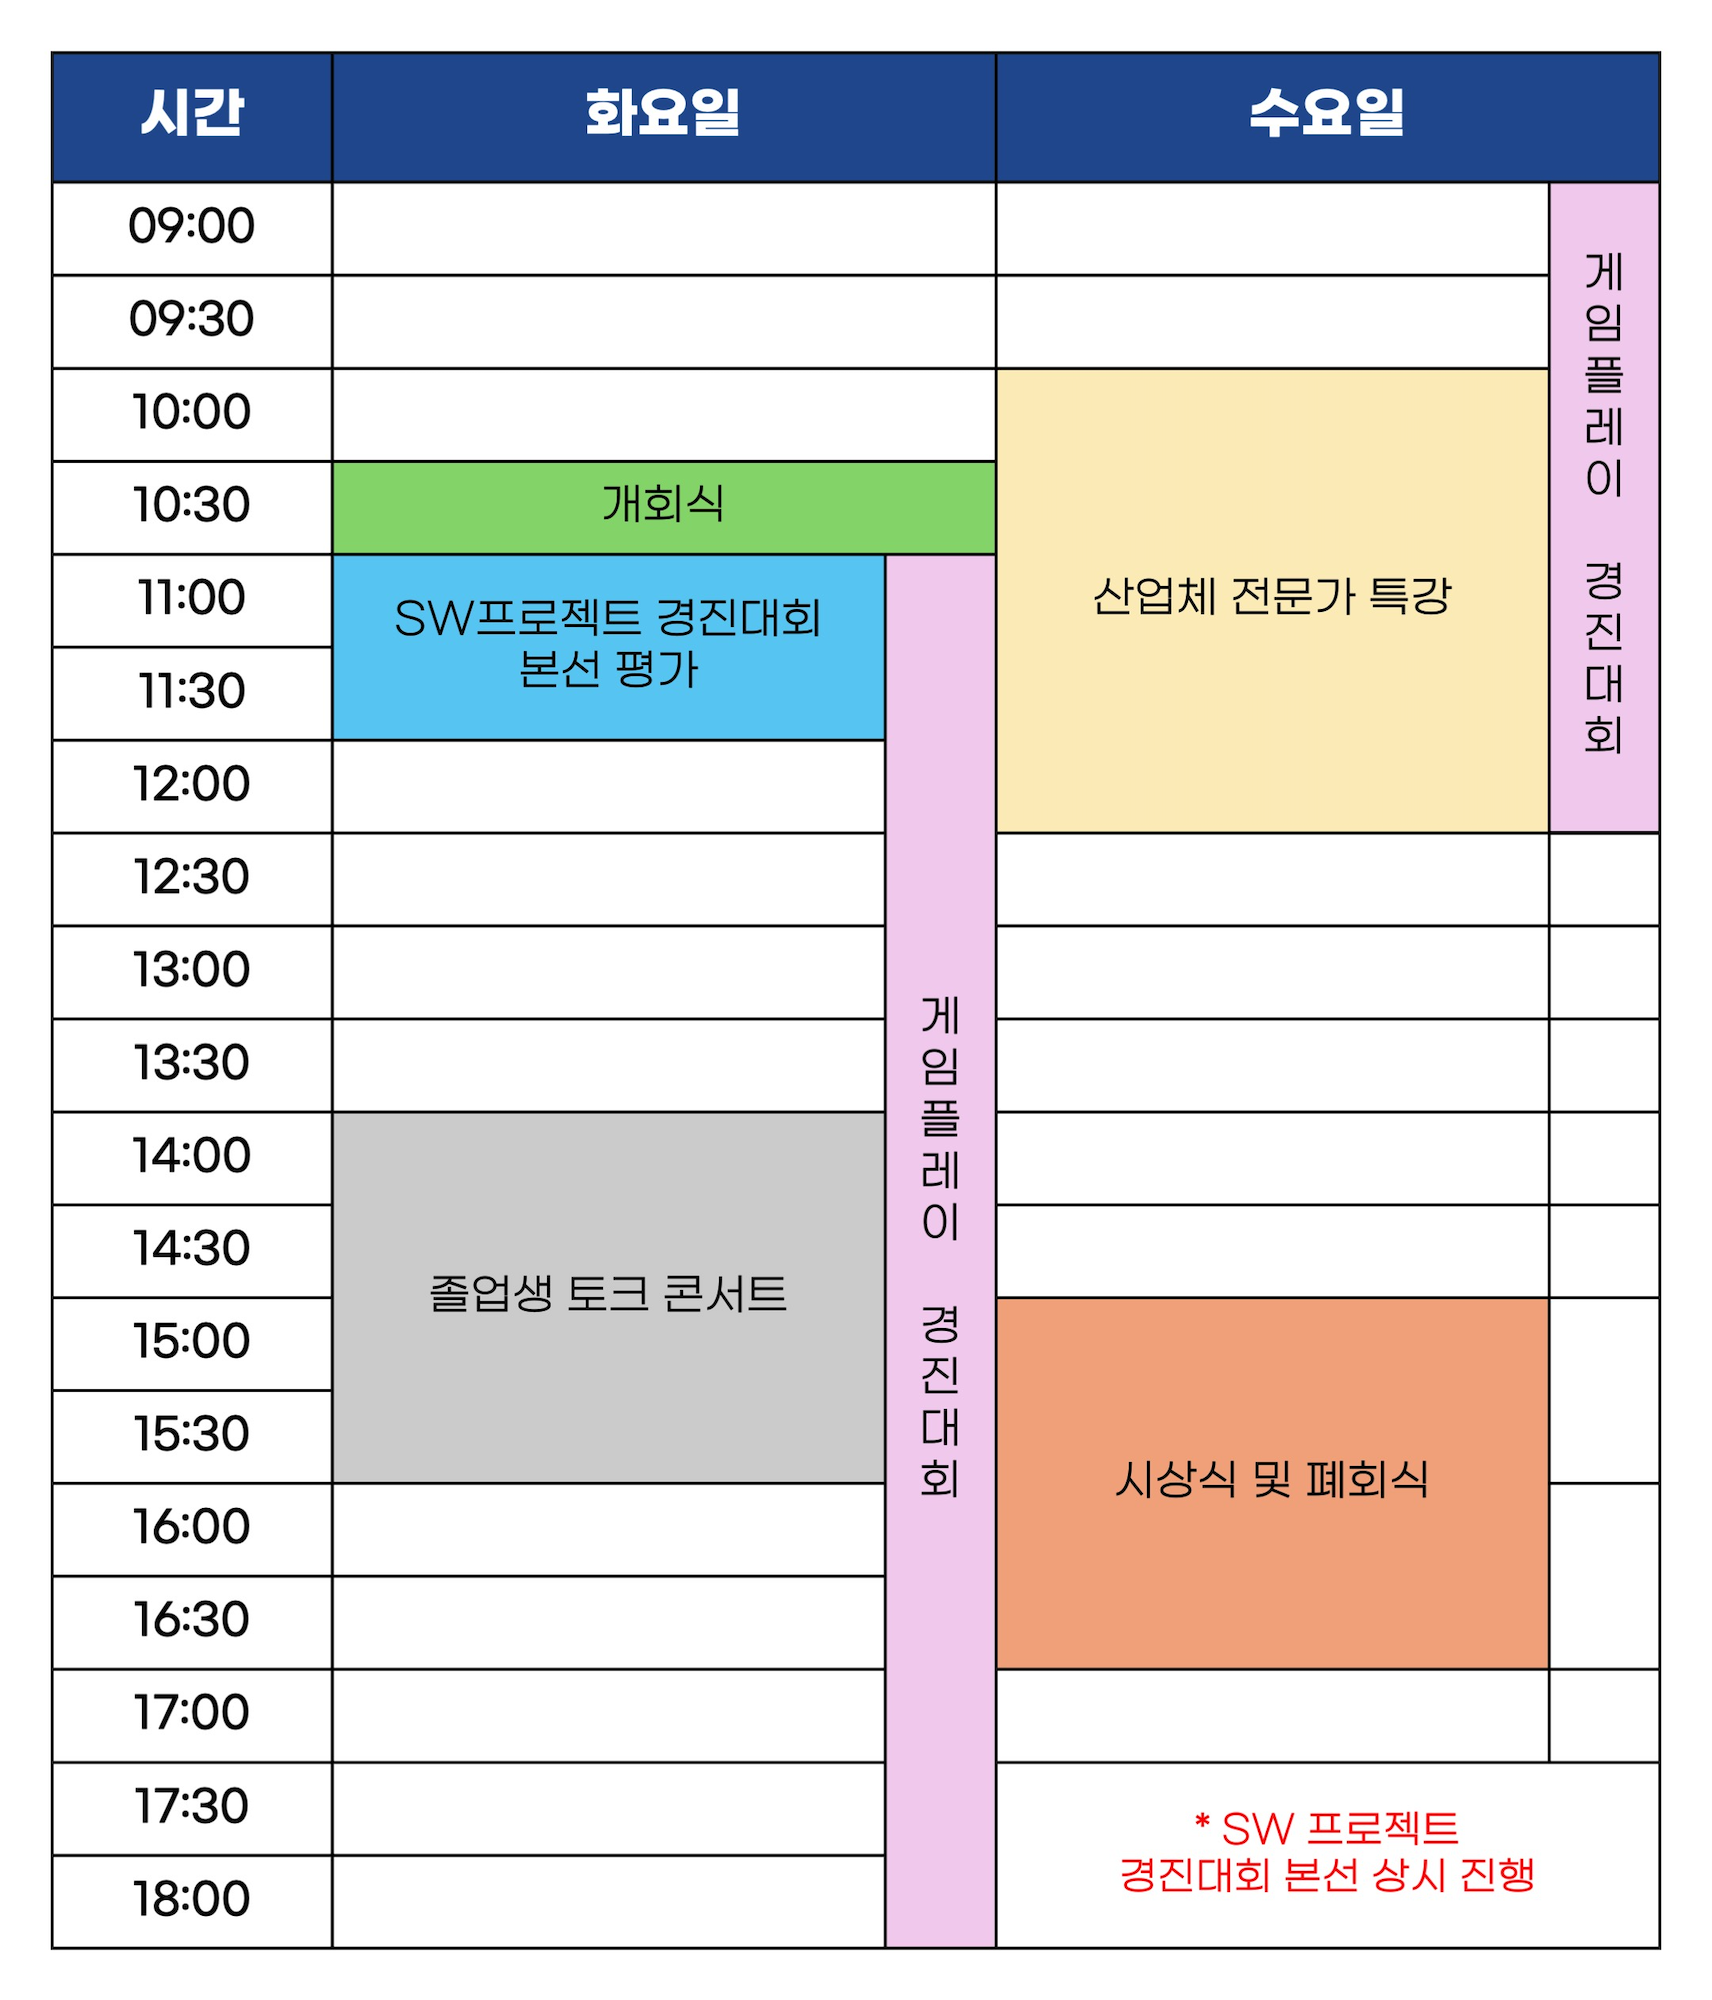 시간 화요일 수요일
09:00
09:30
10:00
10:30 개회식
11:00
11:30
SW프로젝트 경진대회
본선 평가
12:00
12:30
13:00
13:30
14:00
14:30
15:00
15:30
졸업생 토크 콘서트
16:00
16:30
17:00
17:30
18:00
게임플레이 경진대회
산업체 전문가 특강
게임플레이 경진대회
시상식 및 폐회식
* SW 프로젝트
경진대회 본선 상시 진행